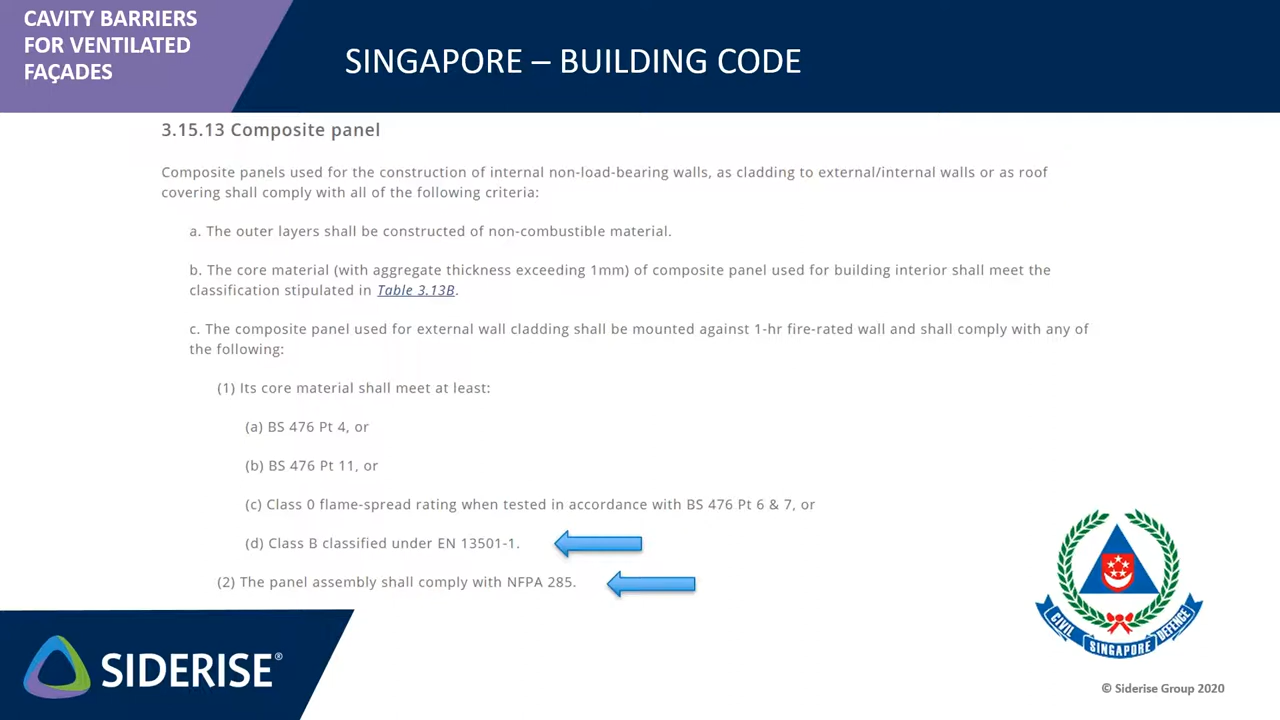 CAVITY BARRIERS
FOR VENTILATED
FAÇADES
SINGAPORE – BUILDING CODE
3.15.13 Composite panel
Composite panels used for the construction of internal non-load-bearing walls, as cladding to external/internal walls or as roof
covering shall comply with all of the following criteria:
a. The outer layers shall be constructed of non-combustible material.
b. The core material (with aggregate thickness exceeding 1mm) of composite panel used for building interior shall meet the
classification stipulated in Table 3.13B.
c. The composite panel used for external wall cladding shall be mounted against 1-hr fire-rated wall and shall comply with any of
the following:
(1) Its core material shall meet at least:
(a) BS 476 Pt 4, or
(b) BS 476 Pt 11, or
(c) Class 0 flame-spread rating when tested in accordance with BS 476 Pt 6 & 7, or
(d) Class B classified under EN 13501-1.
(2) The panel assembly shall comply with NFPA 285.
CIVIL
SINGAPORE
DEFENCE
SIDERISE®
© Siderise Group 2020